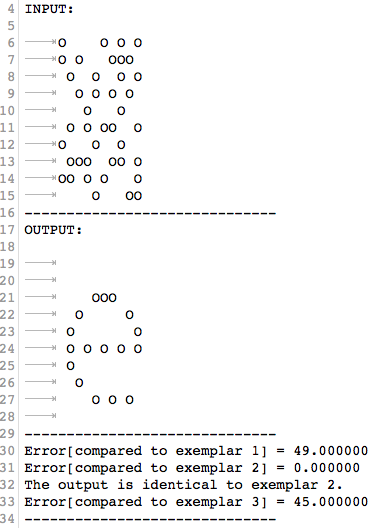 4 INPUT:
5
6     O    O O O
7     O O   OOO
8      O  O  O O
9       O O O O
10        O   O
11      O O OO  O
12     O   O  O
13      OOO  OO O
14     OO O O   O
15         O   OO
16 ------------------------------
17 OUTPUT:
18
19
20
21         OOO
22       O     O
23      O       O
24      O O O O O
25      O
26       O
27         O O O
28
29 ------------------------------
30 Error[compared to exemplar 1] = 49.000000
31 Error[compared to exemplar 2] = 0.000000
32 The output is identical to exemplar 2.
33 Error[compared to exemplar 3] = 45.000000
34 ------------------------------